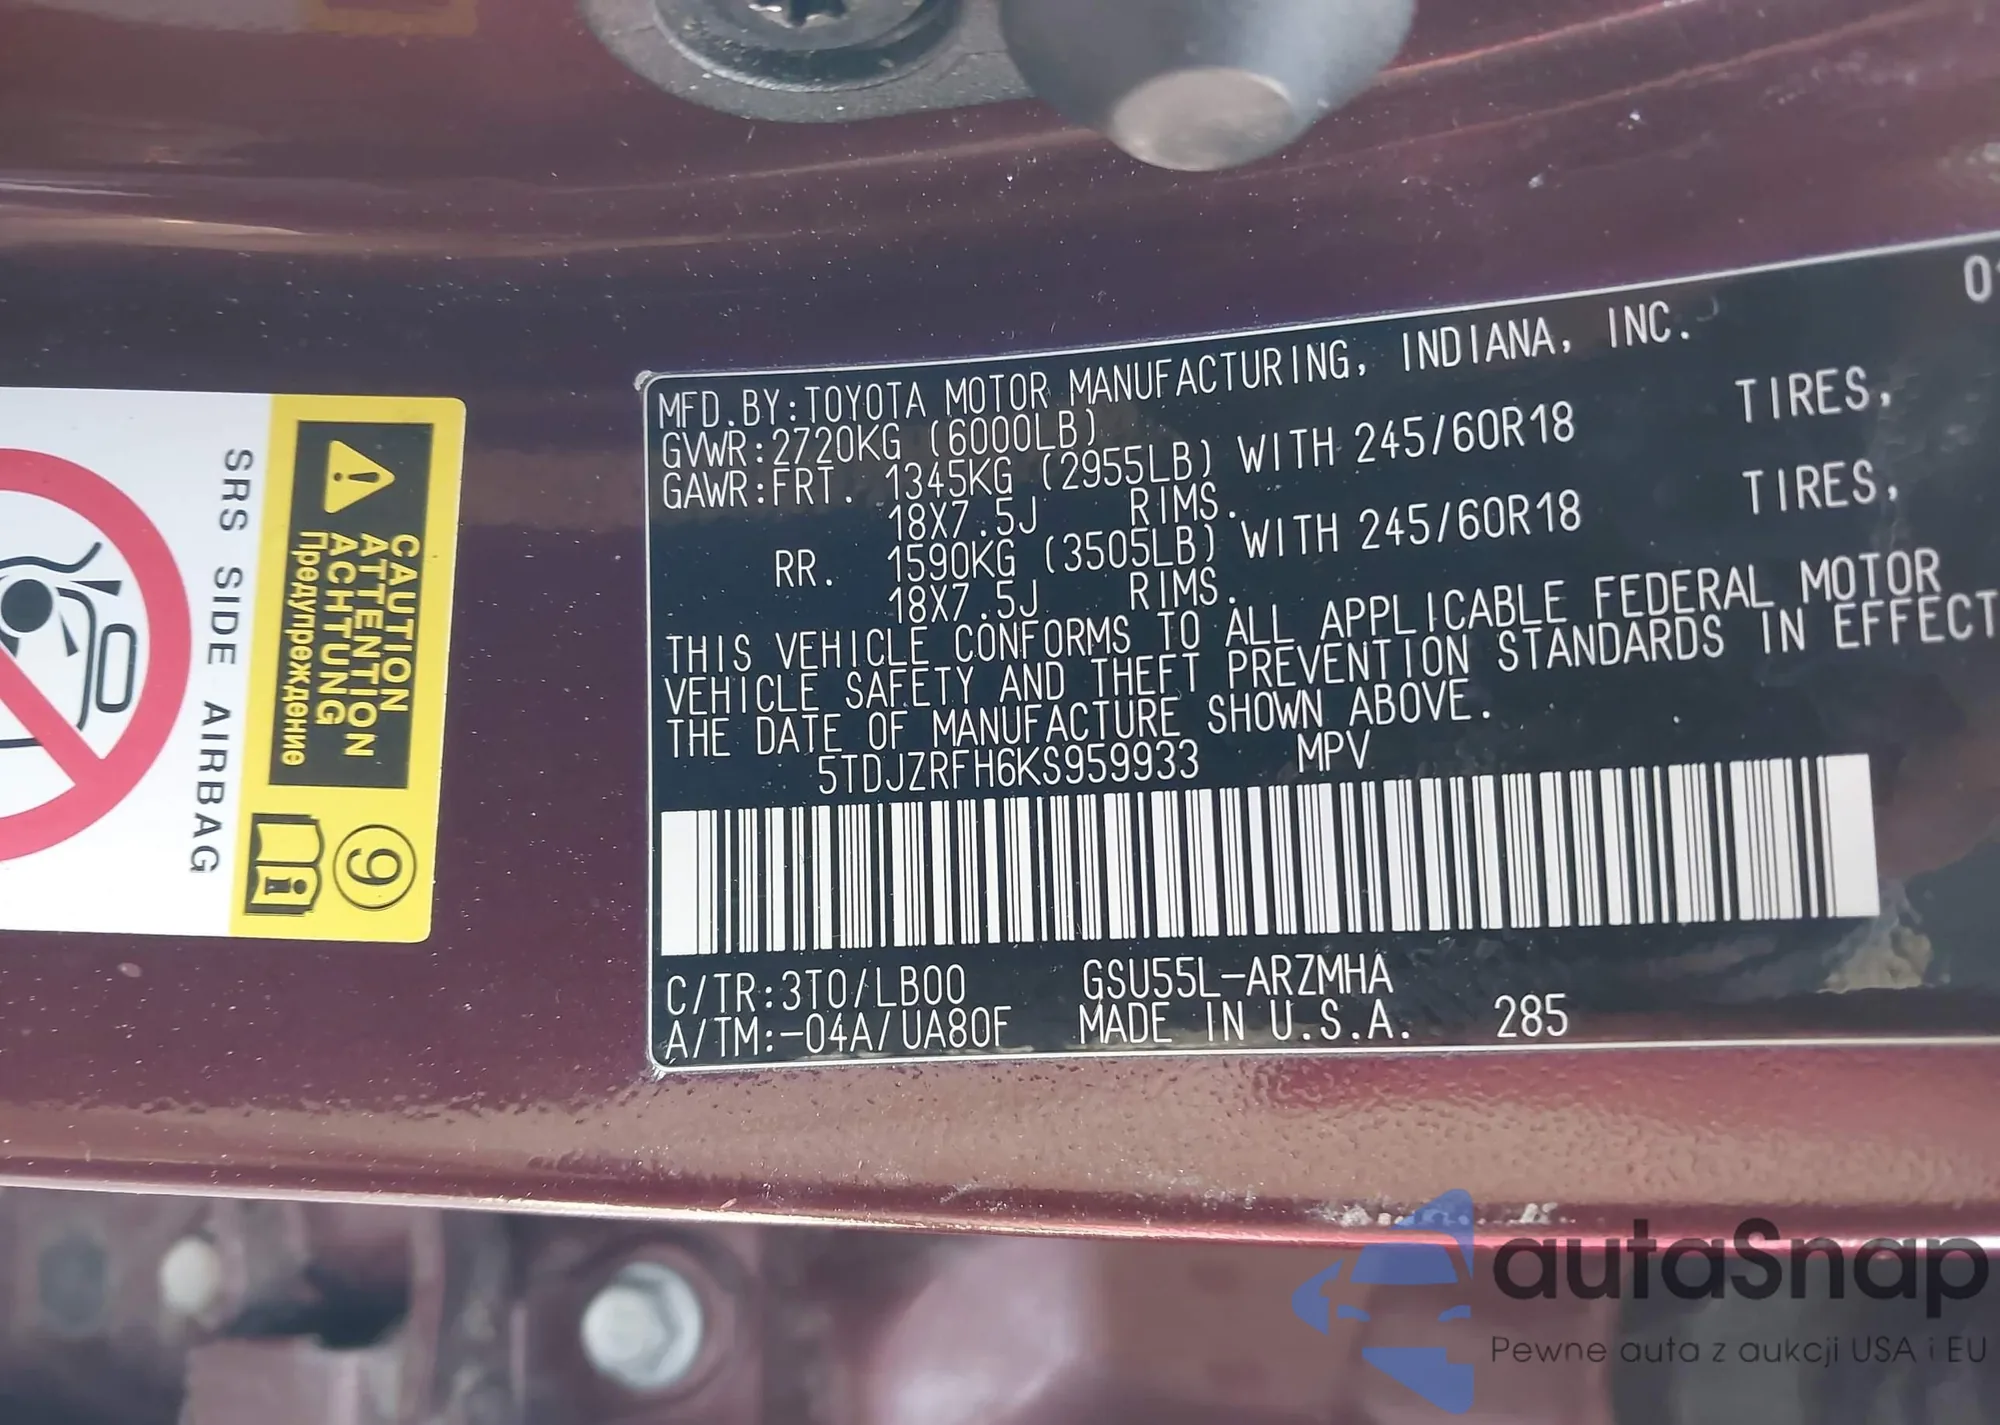 01
MFD.BY:TOYOTA MOTOR MANUFACTURING, INDIANA, INC.
GVWR:2720KG (6000LB)
GAWR:FRT. 1345KG (2955LB) WITH 245/60R18 TIRES,
18X7.5J RIMS.
RR. 1590KG (3505LB) WITH 245/60R18 TIRES,
18X7.5J RIMS.
THIS VEHICLE CONFORMS TO ALL APPLICABLE FEDERAL MOTOR
VEHICLE SAFETY AND THEFT PREVENTION STANDARDS IN EFFECT
THE DATE OF MANUFACTURE SHOWN ABOVE.
5TDJZRFH6KS959933 MPV
C/TR:3T0/LB00 GSU55L-ARZMHA
A/TM:-04A/UA80F MADE IN U.S.A. 285
CAUTION
ATTENTION
ACHTUNG
Предупреждение
9
i
SRS SIDE AIRBAG
autaSnap
Pewne auta z aukcji USA i EU